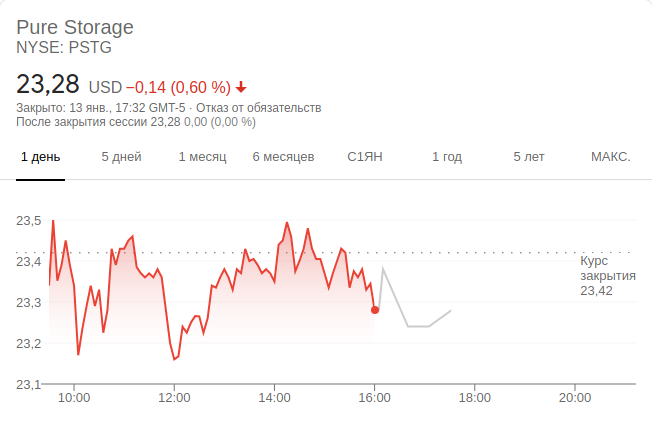 Pure Storage
NYSE: PSTG
23,28 USD −0,14 (0,60 %)
Закрыто: 13 янв., 17:32 GMT-5 · Отказ от обязательств
После закрытия сессии 23,28 0,00 (0,00 %)
1 день 5 дней 1 месяц 6 месяцев С1ЯН 1 год 5 лет МАКС.
23,5
23,4
23,3
23,2
23,1
Курс
закрытия
23,42
10:00 12:00 14:00 16:00 18:00 20:00